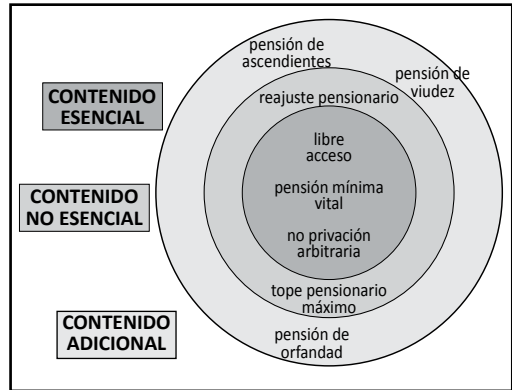 pensión de
ascendientes
pensión de
viudez
CONTENIDO
ESENCIAL
reajuste pensionario
libre
acceso
pensión mínima
vital
CONTENIDO
NO ESENCIAL
no privación
arbitraria
tope pensionario
máximo
CONTENIDO
ADICIONAL
pensión de
orfandad